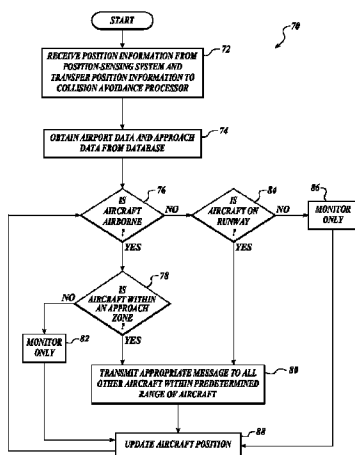 START
70
RECEIVE POSITION INFORMATION FROM
POSITION-SENSING SYSTEM AND
TRANSFER POSITION INFORMATION TO
COLLISION AVOIDANCE PROCESSOR
72
OBTAIN AIRPORT DATA AND APPROACH
DATA FROM DATABASE
74
IS
AIRCRAFT
AIRBORNE
?
76
NO
YES
IS
AIRCRAFT ON
RUNWAY
?
84
NO
YES
86
MONITOR
ONLY
IS
AIRCRAFT WITHIN
AN APPROACH
ZONE
?
78
NO
YES
MONITOR
ONLY
82
TRANSMIT APPROPRIATE MESSAGE TO ALL
OTHER AIRCRAFT WITHIN PREDETERMINED
RANGE OF AIRCRAFT
80
UPDATE AIRCRAFT POSITION
88